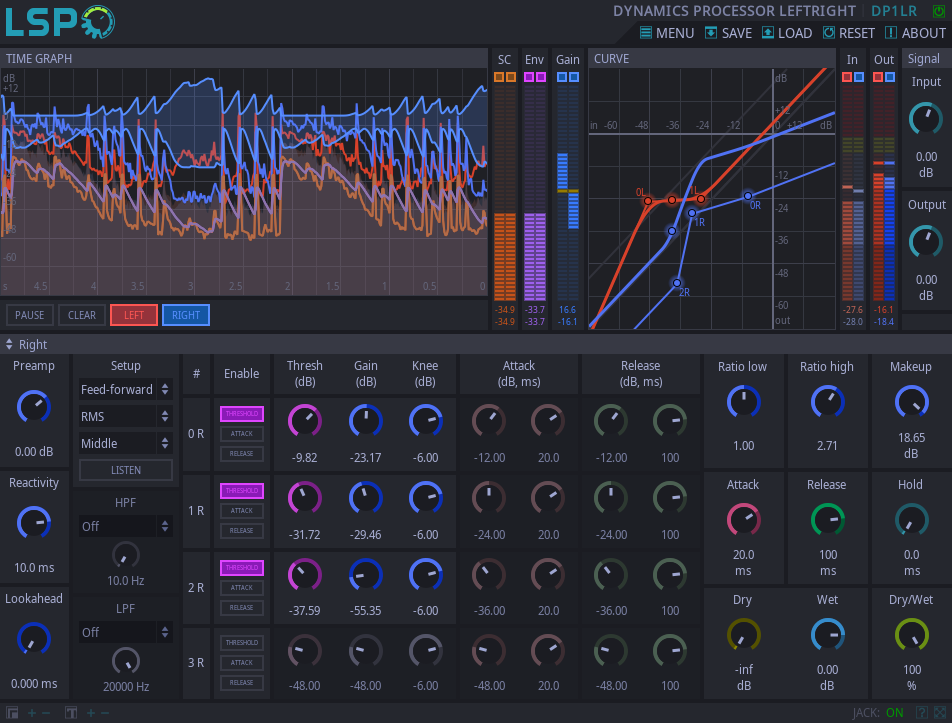 LSP
DYNAMICS PROCESSOR LEFTRIGHT DP1LR
MENU SAVE LOAD RESET ABOUT
TIME GRAPH
SC Env Gain
CURVE
In Out
Signal
dB
+12
-60
s 4.5 4 3.5 3 2.5 2 1.5 1 0.5 0
-34.9 -33.7 16.6
-34.9 -33.7 -16.1
dB
+12
in -60 -48 -36 -24 -12 0 +12 dB
-12
-24
-36
-48
-60
out
0L 1L
0R
1R
2R
-27.6 -16.1
-28.0 -18.4
Input
0.00
dB
Output
0.00
dB
PAUSE CLEAR LEFT RIGHT
Right
Preamp
0.00 dB
Reactivity
10.0 ms
Lookahead
0.000 ms
Setup
Feed-forward
RMS
Middle
LISTEN
HPF
Off
10.0 Hz
LPF
Off
20000 Hz
# Enable Thresh (dB) Gain (dB) Knee (dB) Attack (dB, ms) Release (dB, ms)
0 R
THRESHOLD
ATTACK
RELEASE
-9.82 -23.17 -6.00 -12.00 20.0 -12.00 100
1 R
THRESHOLD
ATTACK
RELEASE
-31.72 -29.46 -6.00 -24.00 20.0 -24.00 100
2 R
THRESHOLD
ATTACK
RELEASE
-37.59 -55.35 -6.00 -36.00 20.0 -36.00 100
3 R
THRESHOLD
ATTACK
RELEASE
-48.00 -48.00 -6.00 -48.00 20.0 -48.00 100
Ratio low Ratio high Makeup
1.00 2.71 18.65
dB
Attack Release Hold
20.0 100 0.0
ms ms ms
Dry Wet Dry/Wet
-inf 0.00 100
dB dB %
JACK: ON